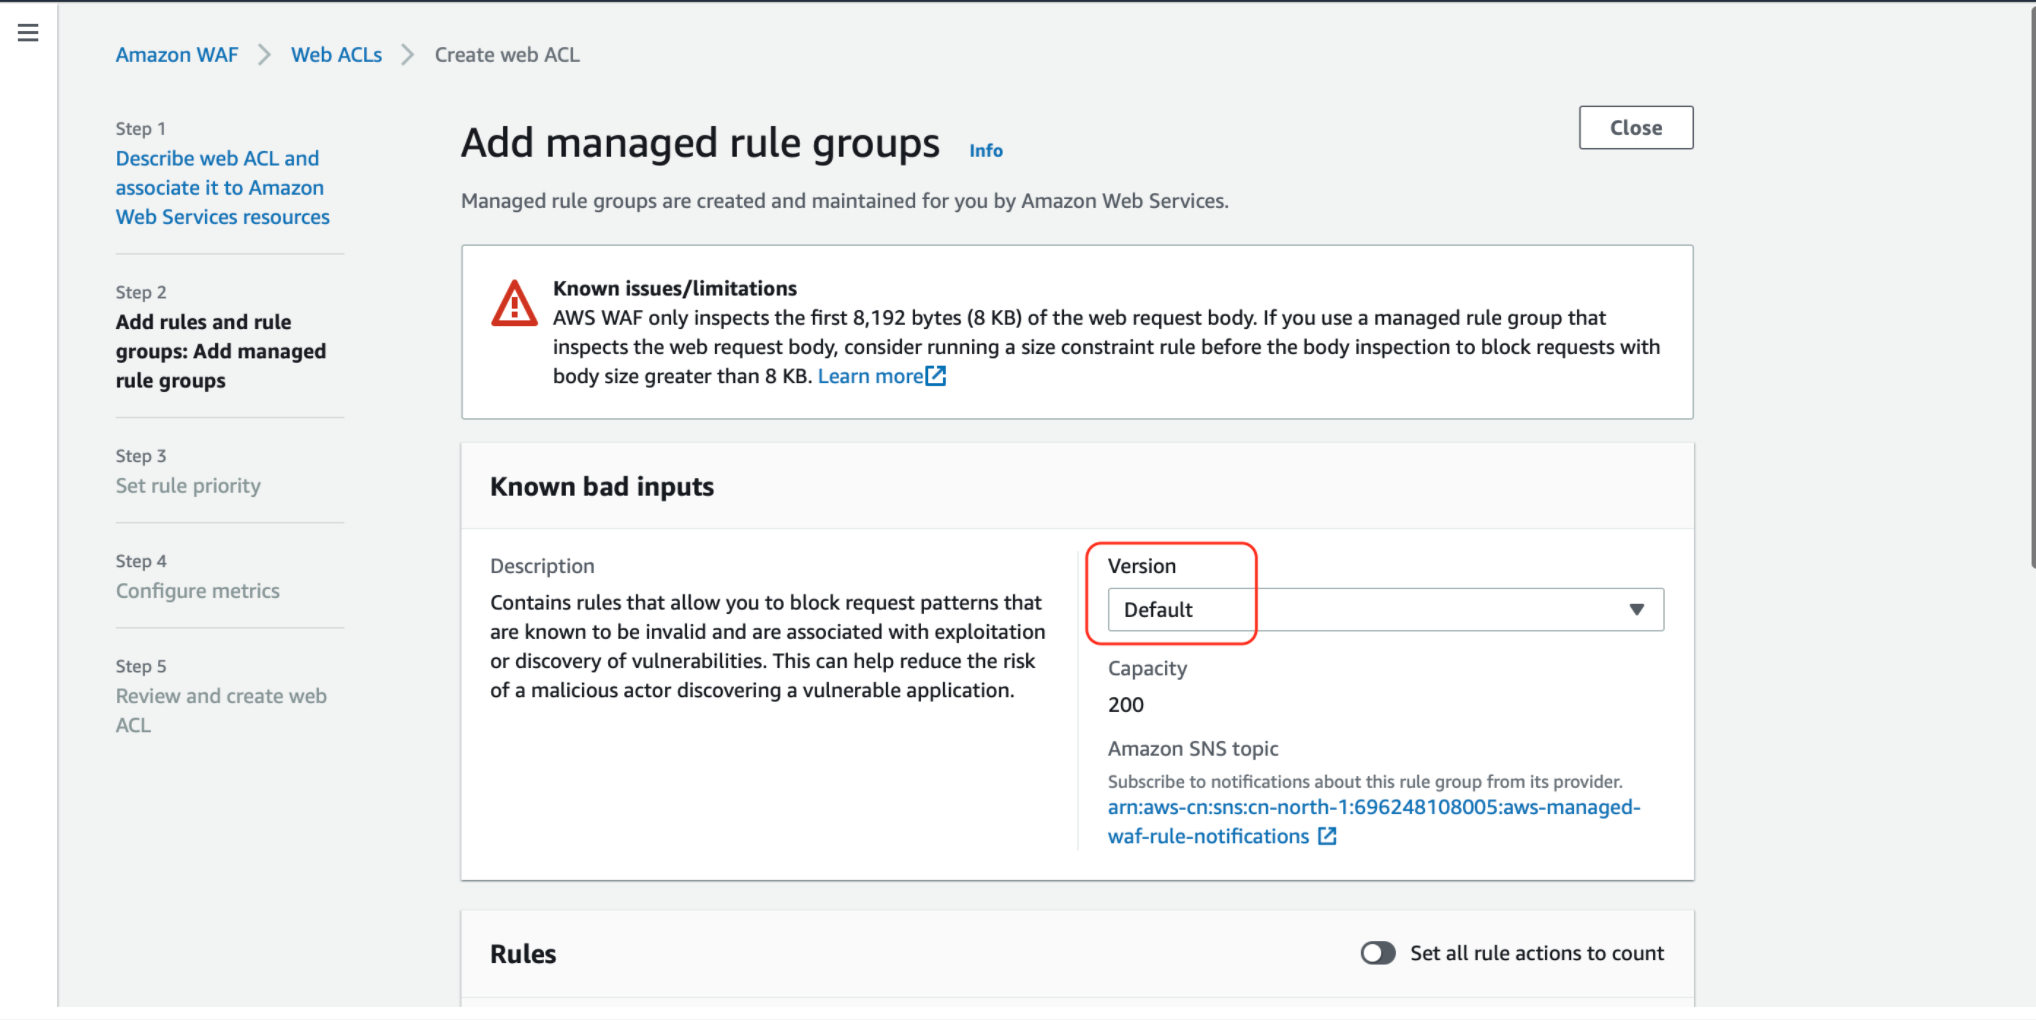 Amazon WAF > Web ACLs > Create web ACL
Step 1
Describe web ACL and
associate it to Amazon
Web Services resources
Step 2
Add rules and rule
groups: Add managed
rule groups
Step 3
Set rule priority
Step 4
Configure metrics
Step 5
Review and create web
ACL
Add managed rule groups Info
Close
Managed rule groups are created and maintained for you by Amazon Web Services.
Known issues/limitations
AWS WAF only inspects the first 8,192 bytes (8 KB) of the web request body. If you use a managed rule group that
inspects the web request body, consider running a size constraint rule before the body inspection to block requests with
body size greater than 8 KB. Learn more
Known bad inputs
Description
Contains rules that allow you to block request patterns that
are known to be invalid and are associated with exploitation
or discovery of vulnerabilities. This can help reduce the risk
of a malicious actor discovering a vulnerable application.
Version
Default
Capacity
200
Amazon SNS topic
Subscribe to notifications about this rule group from its provider.
arn:aws-cn:sns:cn-north-1:696248108005:aws-managed-
waf-rule-notifications
Rules
Set all rule actions to count